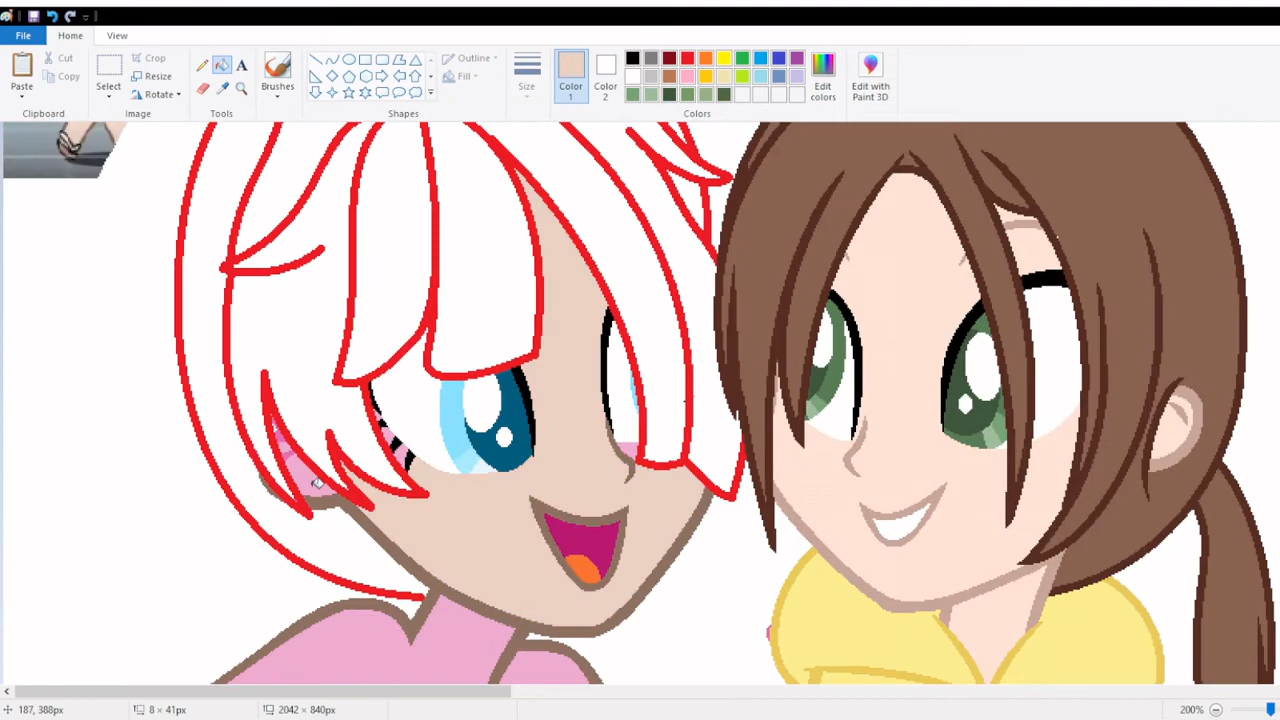 File Home View
Paste Cut Copy Clipboard
Select Crop Resize Rotate Image
A Tools
Brushes
Outline Fill Shapes
Size
Color 1 Color 2 Edit colors Colors
Edit with Paint 3D
187, 388px 8 × 41px 2042 × 840px 200%